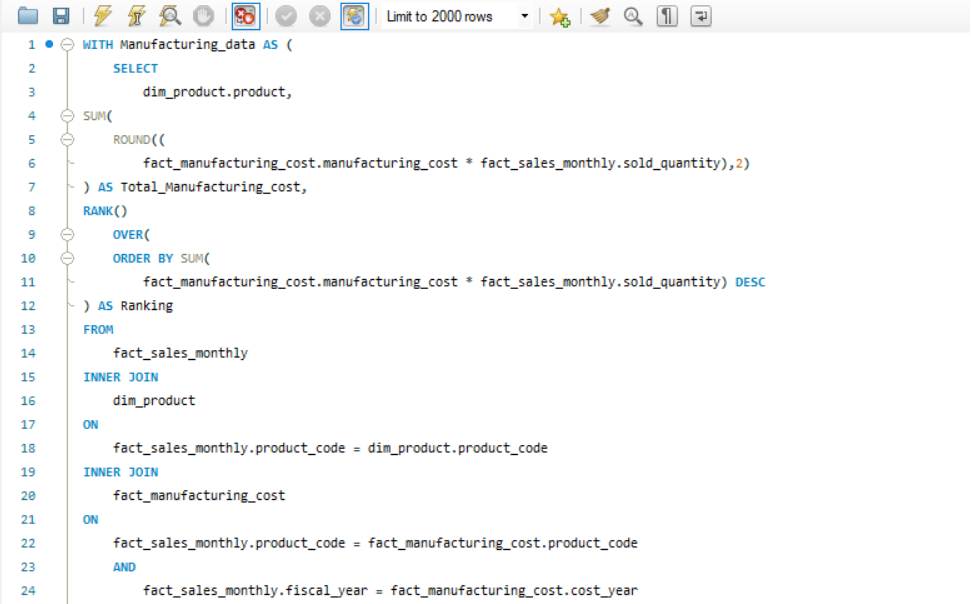 Limit to 2000 rows
1 WITH Manufacturing_data AS (
2 SELECT
3 dim_product.product,
4 SUM(
5 ROUND((
6 fact_manufacturing_cost.manufacturing_cost * fact_sales_monthly.sold_quantity),2)
7 ) AS Total_Manufacturing_cost,
8 RANK()
9 OVER(
10 ORDER BY SUM(
11 fact_manufacturing_cost.manufacturing_cost * fact_sales_monthly.sold_quantity) DESC
12 ) AS Ranking
13 FROM
14 fact_sales_monthly
15 INNER JOIN
16 dim_product
17 ON
18 fact_sales_monthly.product_code = dim_product.product_code
19 INNER JOIN
20 fact_manufacturing_cost
21 ON
22 fact_sales_monthly.product_code = fact_manufacturing_cost.product_code
23 AND
24 fact_sales_monthly.fiscal_year = fact_manufacturing_cost.cost_year